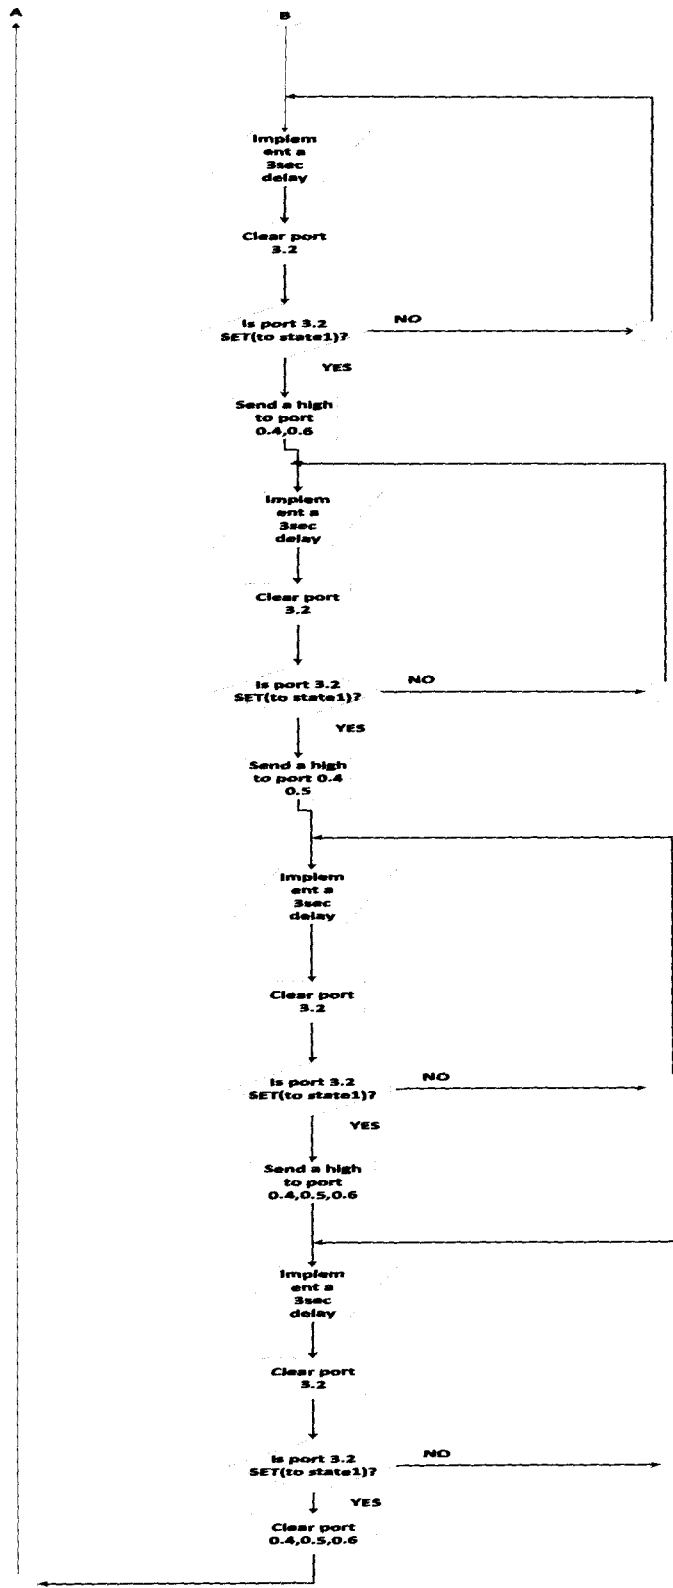 A
B
Implem
ent a
3sec
delay
Clear port
3.2
Is port 3.2
SET(to state1)?
NO
YES
Send a high
to port
0.4,0.6
Implem
ent a
3sec
delay
Clear port
3.2
Is port 3.2
SET(to state1)?
NO
YES
Send a high
to port 0.4
0.5
Implem
ent a
3sec
delay
Clear port
3.2
Is port 3.2
SET(to state1)?
NO
YES
Send a high
to port
0.4,0.5,0.6
Implem
ent a
3sec
delay
Clear port
3.2
Is port 3.2
SET(to state1)?
NO
YES
Clear port
0.4,0.5,0.6